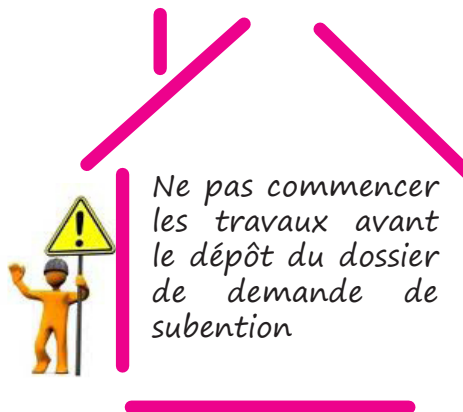 Ne pas commencer
les travaux avant
le dépôt du dossier
de demande de
subention